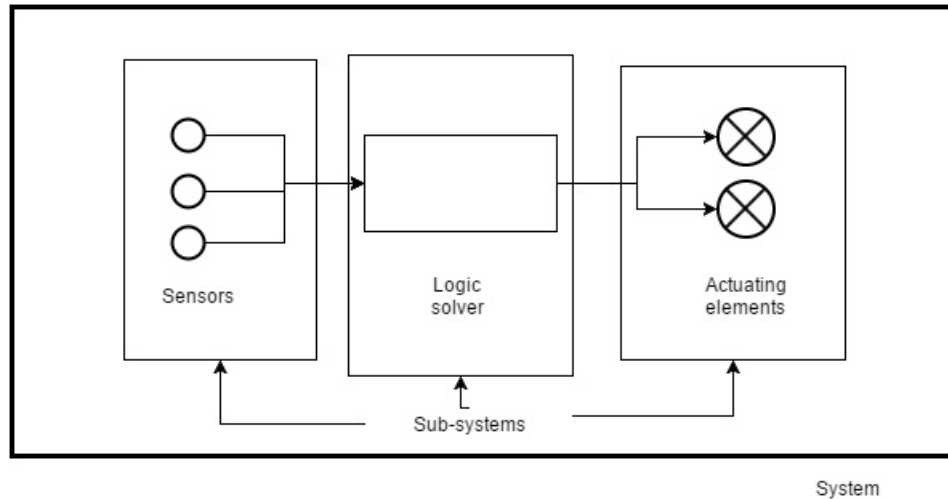 Sensors
Logic
solver
Actuating
elements
Sub-systems
System